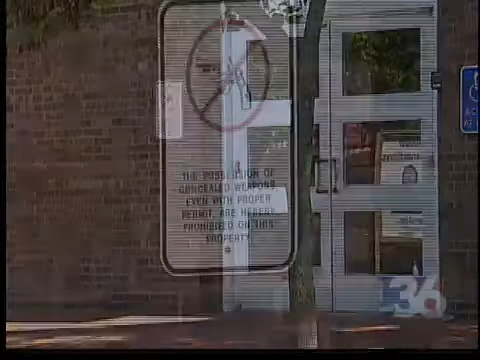 THE POSSESSION OF
CONCEALED WEAPONS,
EVEN WITH PROPER
PERMIT, ARE HEREBY
PROHIBITED ON THIS
PROPERTY.
36